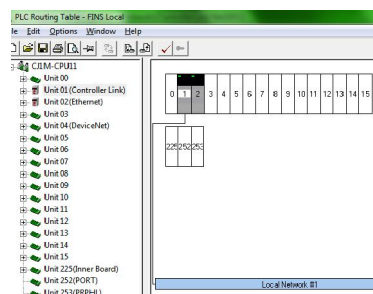 PLC Routing Table - FINS Local
le Edit Options Window Help
CJ1M-CPU11
Unit 00
Unit 01(Controller Link)
Unit 02(Ethernet)
Unit 03
Unit 04(DeviceNet)
Unit 05
Unit 06
Unit 07
Unit 08
Unit 09
Unit 10
Unit 11
Unit 12
Unit 13
Unit 14
Unit 15
Unit 225(Inner Board)
Unit 252(PORT)
Unit 253(PRPHL)
0 1 2 3 4 5 6 7 8 9 10 11 12 13 14 15
225 252 253
Local Network #1